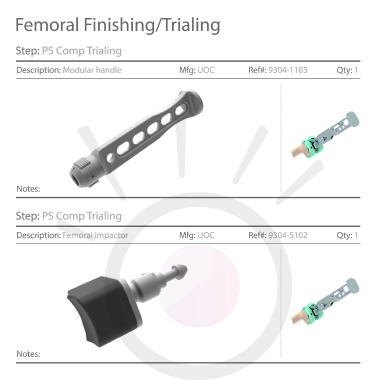 Femoral Finishing/Trialing
Step: PS Comp Trialing
Description: Modular handle Mfg: UOC Ref#: 9304-1103 Qty: 1
Notes:
Step: PS Comp Trialing
Description: Femoral impactor Mfg: UOC Ref#: 9304-5102 Qty: 1
Notes: